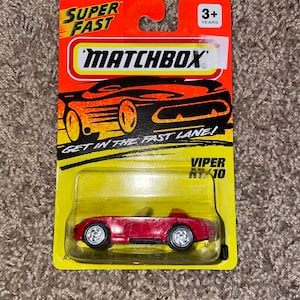 SUPER
FAST
3+
YEARS
MATCHBOX
GET IN THE FAST LANE!
VIPER
RT/10